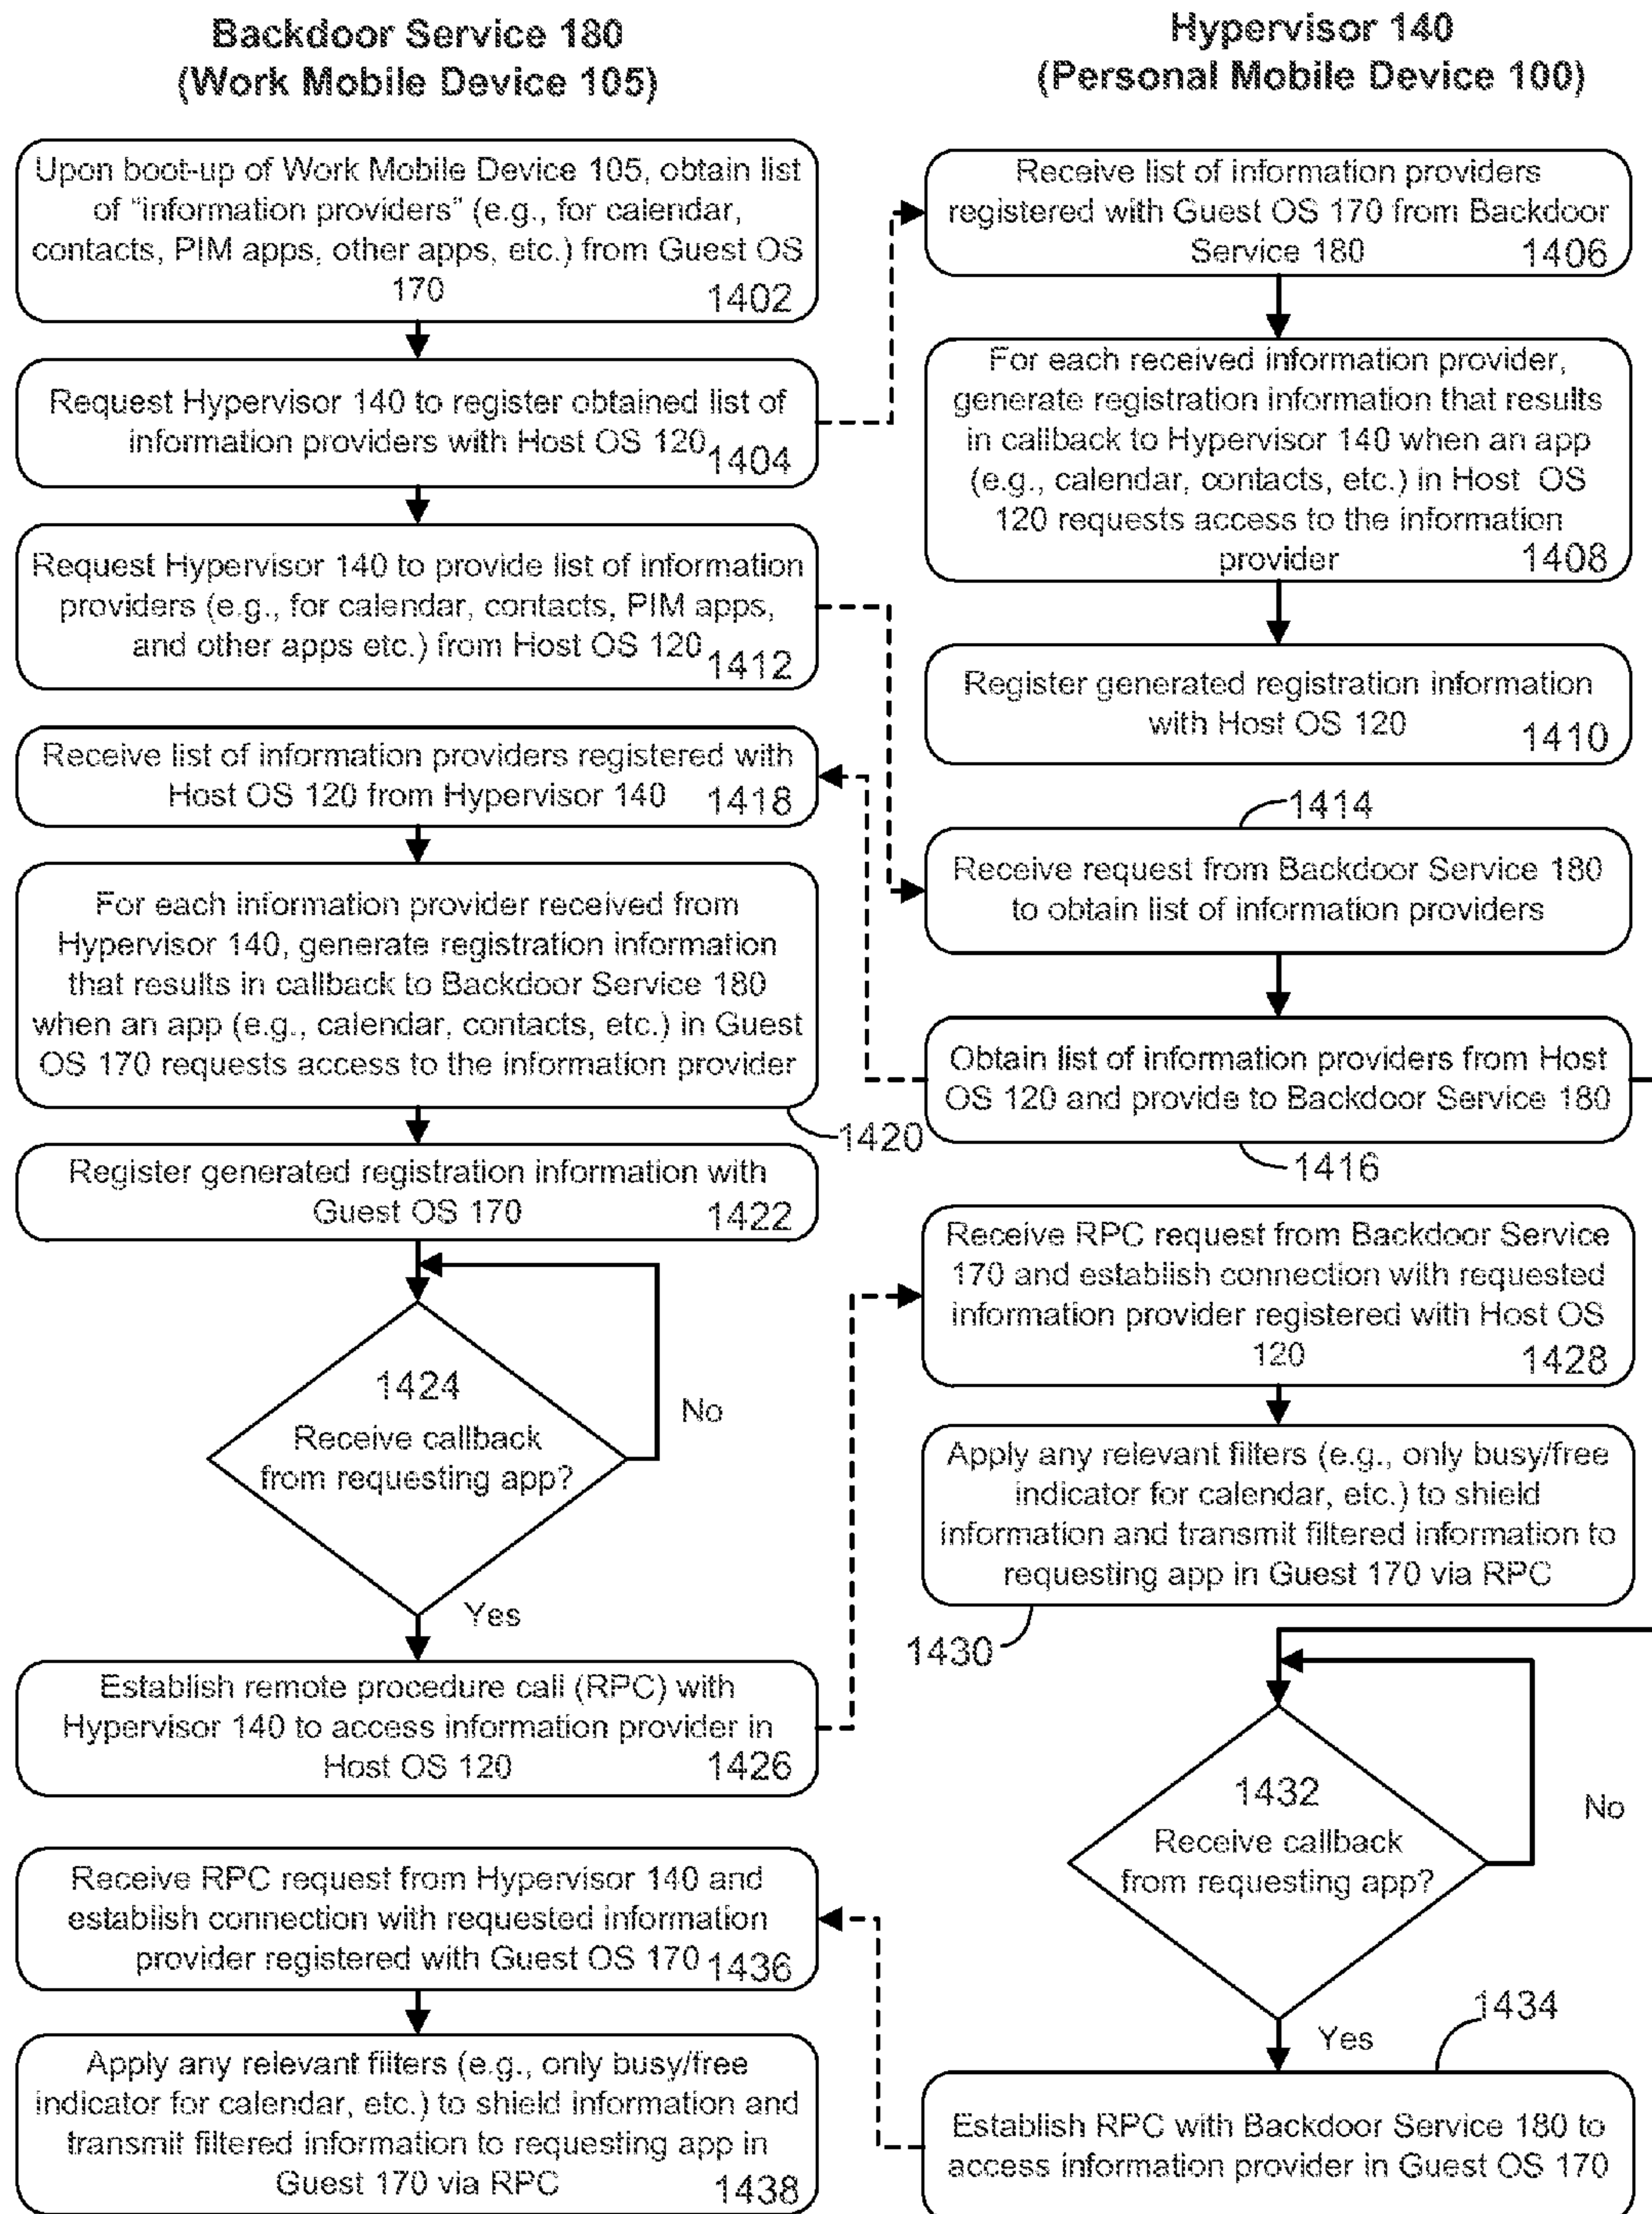 Backdoor Service 180
(Work Mobile Device 105)
Upon boot-up of Work Mobile Device 105, obtain list
of "information providers" (e.g., for calendar,
contacts, PIM apps, other apps, etc.) from Guest OS
170
1402
Request Hypervisor 140 to register obtained list of
information providers with Host OS 120
1404
Request Hypervisor 140 to provide list of information
providers (e.g., for calendar, contacts, PIM apps,
and other apps etc.) from Host OS 120
1412
Receive list of information providers registered with
Host OS 120 from Hypervisor 140
1418
For each information provider received from
Hypervisor 140, generate registration information
that results in callback to Backdoor Service 180
when an app (e.g., calendar, contacts, etc.) in Guest
OS 170 requests access to the information provider
1420
Register generated registration information with
Guest OS 170
1422
1424
Receive callback
from requesting app?
No
Yes
Establish remote procedure call (RPC) with
Hypervisor 140 to access information provider in
Host OS 120
1426
Receive RPC request from Hypervisor 140 and
establish connection with requested information
provider registered with Guest OS 170
1436
Apply any relevant filters (e.g., only busy/free
indicator for calendar, etc.) to shield information and
transmit filtered information to requesting app in
Guest 170 via RPC
1438
Hypervisor 140
(Personal Mobile Device 100)
Receive list of information providers
registered with Guest OS 170 from Backdoor
Service 180
1406
For each received information provider,
generate registration information that results
in callback to Hypervisor 140 when an app
(e.g., calendar, contacts, etc.) in Host OS
120 requests access to the information
provider
1408
Register generated registration information
with Host OS 120
1410
1414
Receive request from Backdoor Service 180
to obtain list of information providers
Obtain list of information providers from Host
OS 120 and provide to Backdoor Service 180
1416
Receive RPC request from Backdoor Service
170 and establish connection with requested
information provider registered with Host OS
120
1428
Apply any relevant filters (e.g., only busy/free
indicator for calendar, etc.) to shield
information and transmit filtered information to
requesting app in Guest 170 via RPC
1430
1432
Receive callback
from requesting app?
No
Yes
1434
Establish RPC with Backdoor Service 180 to
access information provider in Guest OS 170